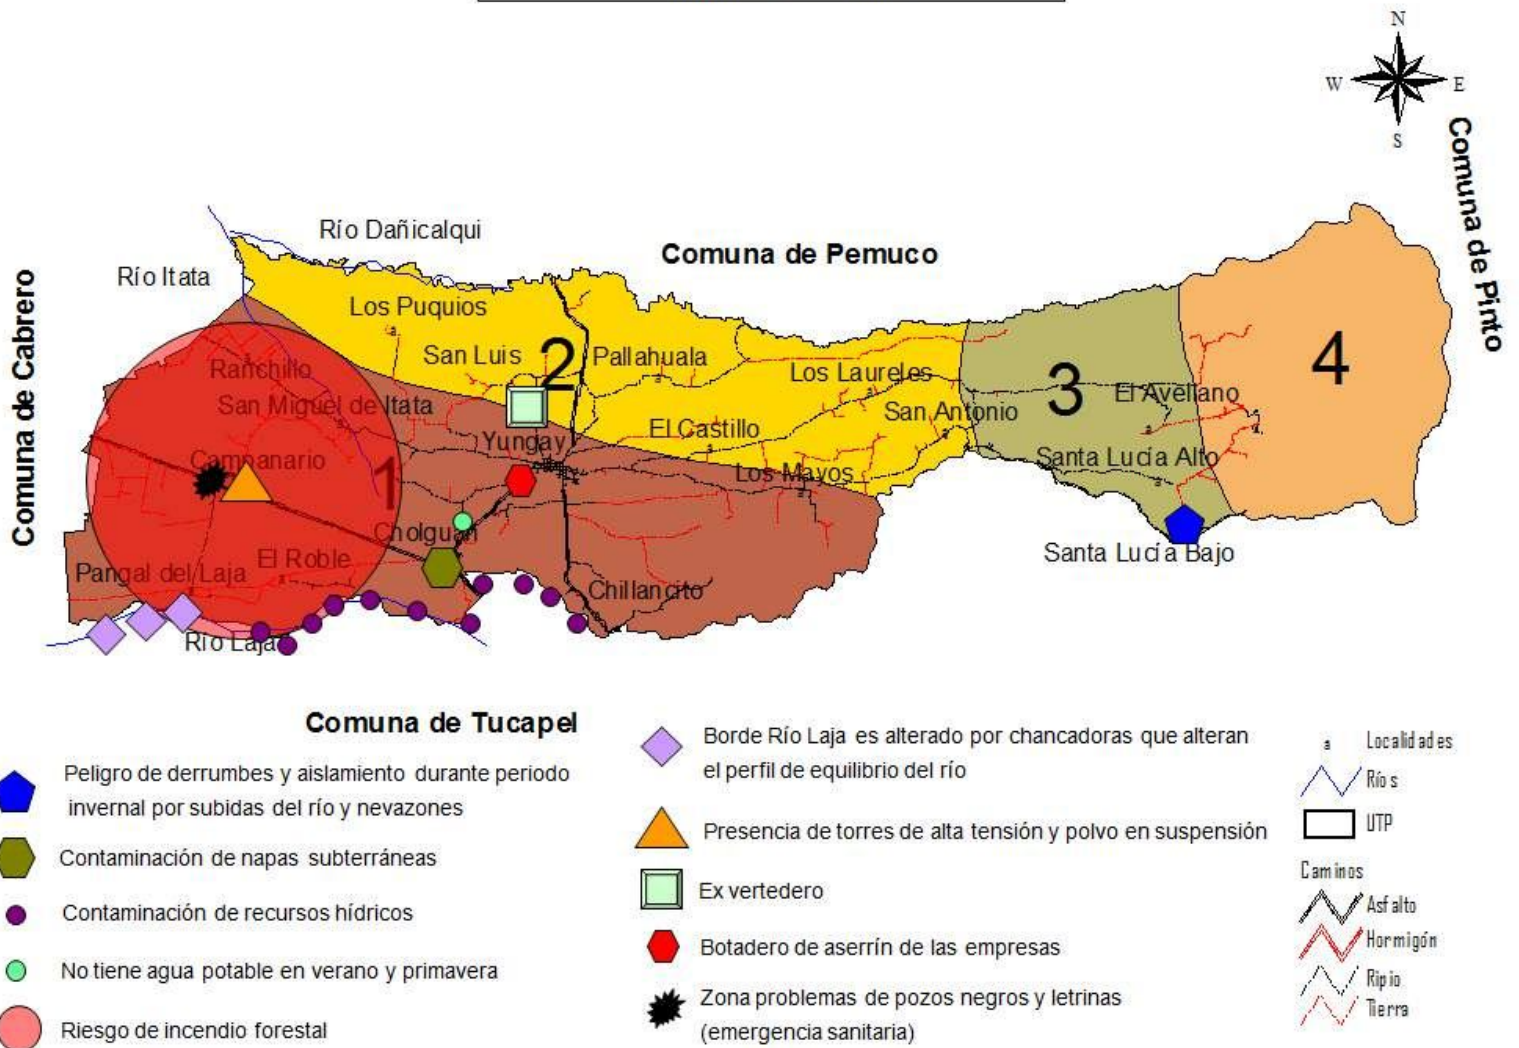 N
W
E
S
Comuna de Pinto
Río Dañicalqui
Comuna de Pemuco
Río Itata
Comuna de Cabrero
Los Puquios
San Luis
2
Pallahuala
4
Ranchillo
Los Laureles
3
El Avellano
San Miguel de Itata
San Antonio
El Castillo
Yungay
Campanario
1
Los Mayos
Santa Lucía Alto
Cholguan
Santa Lucía Bajo
El Roble
Pangal del Laja
Chillancito
Río Laja
Comuna de Tucapel
Peligro de derrumbes y aislamiento durante periodo
invernal por subidas del río y nevazones
Contaminación de napas subterráneas
Contaminación de recursos hídricos
No tiene agua potable en verano y primavera
Riesgo de incendio forestal
Borde Río Laja es alterado por chancadoras que alteran
el perfil de equilibrio del río
Presencia de torres de alta tensión y polvo en suspensión
Ex vertedero
Botadero de aserrín de las empresas
Zona problemas de pozos negros y letrinas
(emergencia sanitaria)
Localidades
Ríos
UTP
Caminos
Asfalto
Hormigón
Ripio
Tierra